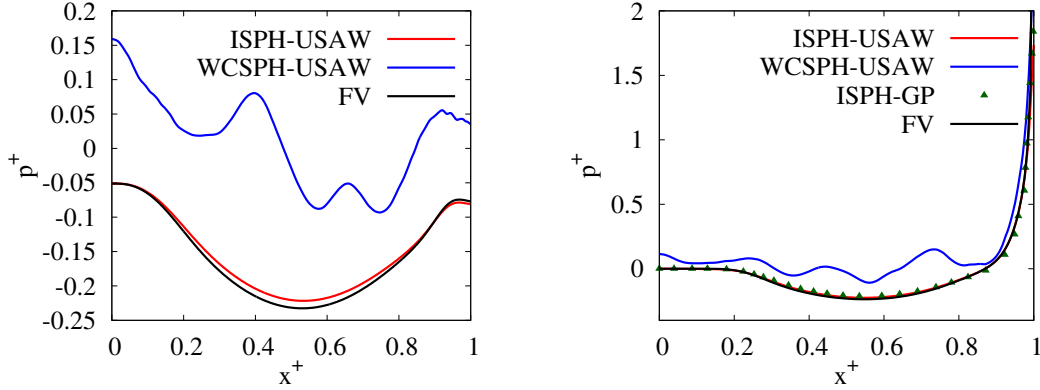 0.2
0.15
0.1
0.05
0
-0.05
-0.1
-0.15
-0.2
-0.25
p+
ISPH-USAW
WCSPH-USAW
FV
0 0.2 0.4 0.6 0.8 1
x+
2
1.5
1
0.5
0
p+
ISPH-USAW
WCSPH-USAW
ISPH-GP
FV
0 0.2 0.4 0.6 0.8 1
x+